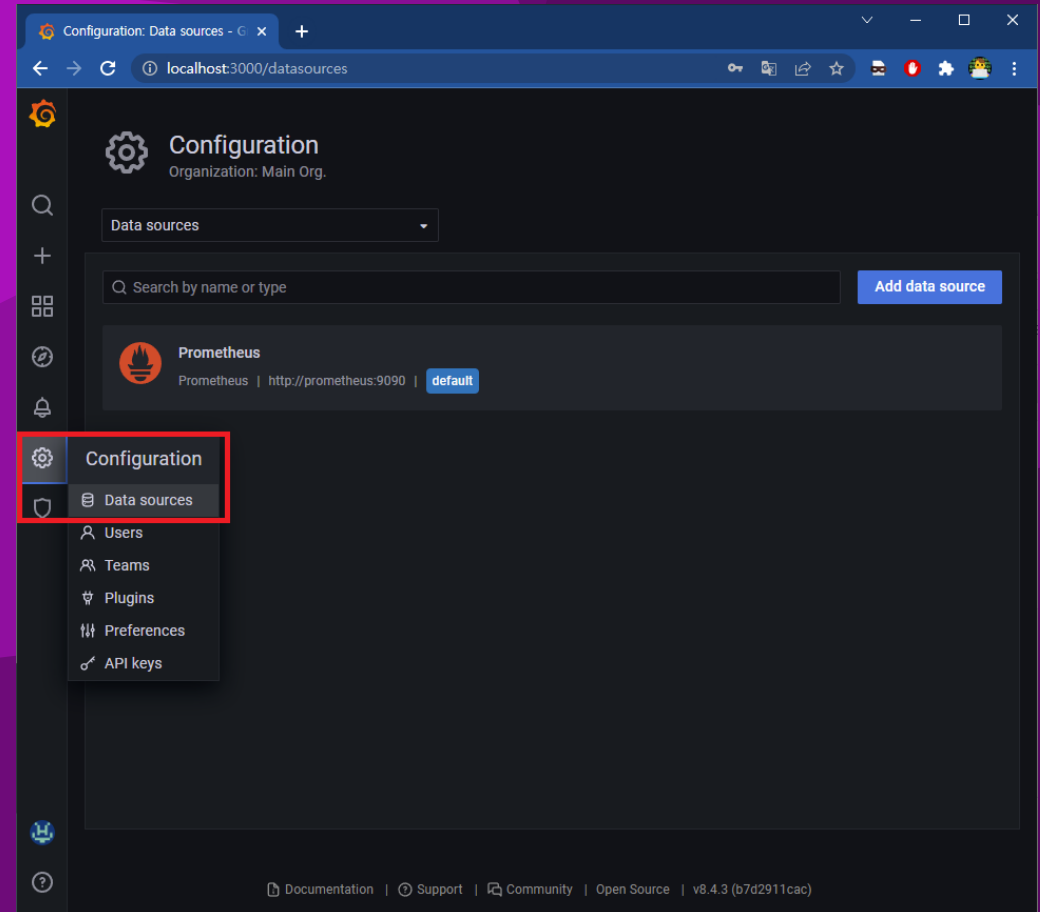 Configuration: Data sources - G
localhost:3000/datasources
Configuration
Organization: Main Org.
Data sources
Search by name or type
Add data source
Prometheus
Prometheus | http://prometheus:9090 | default
Configuration
Data sources
Users
Teams
Plugins
Preferences
API keys
Documentation | Support | Community | Open Source | v8.4.3 (b7d2911cac)